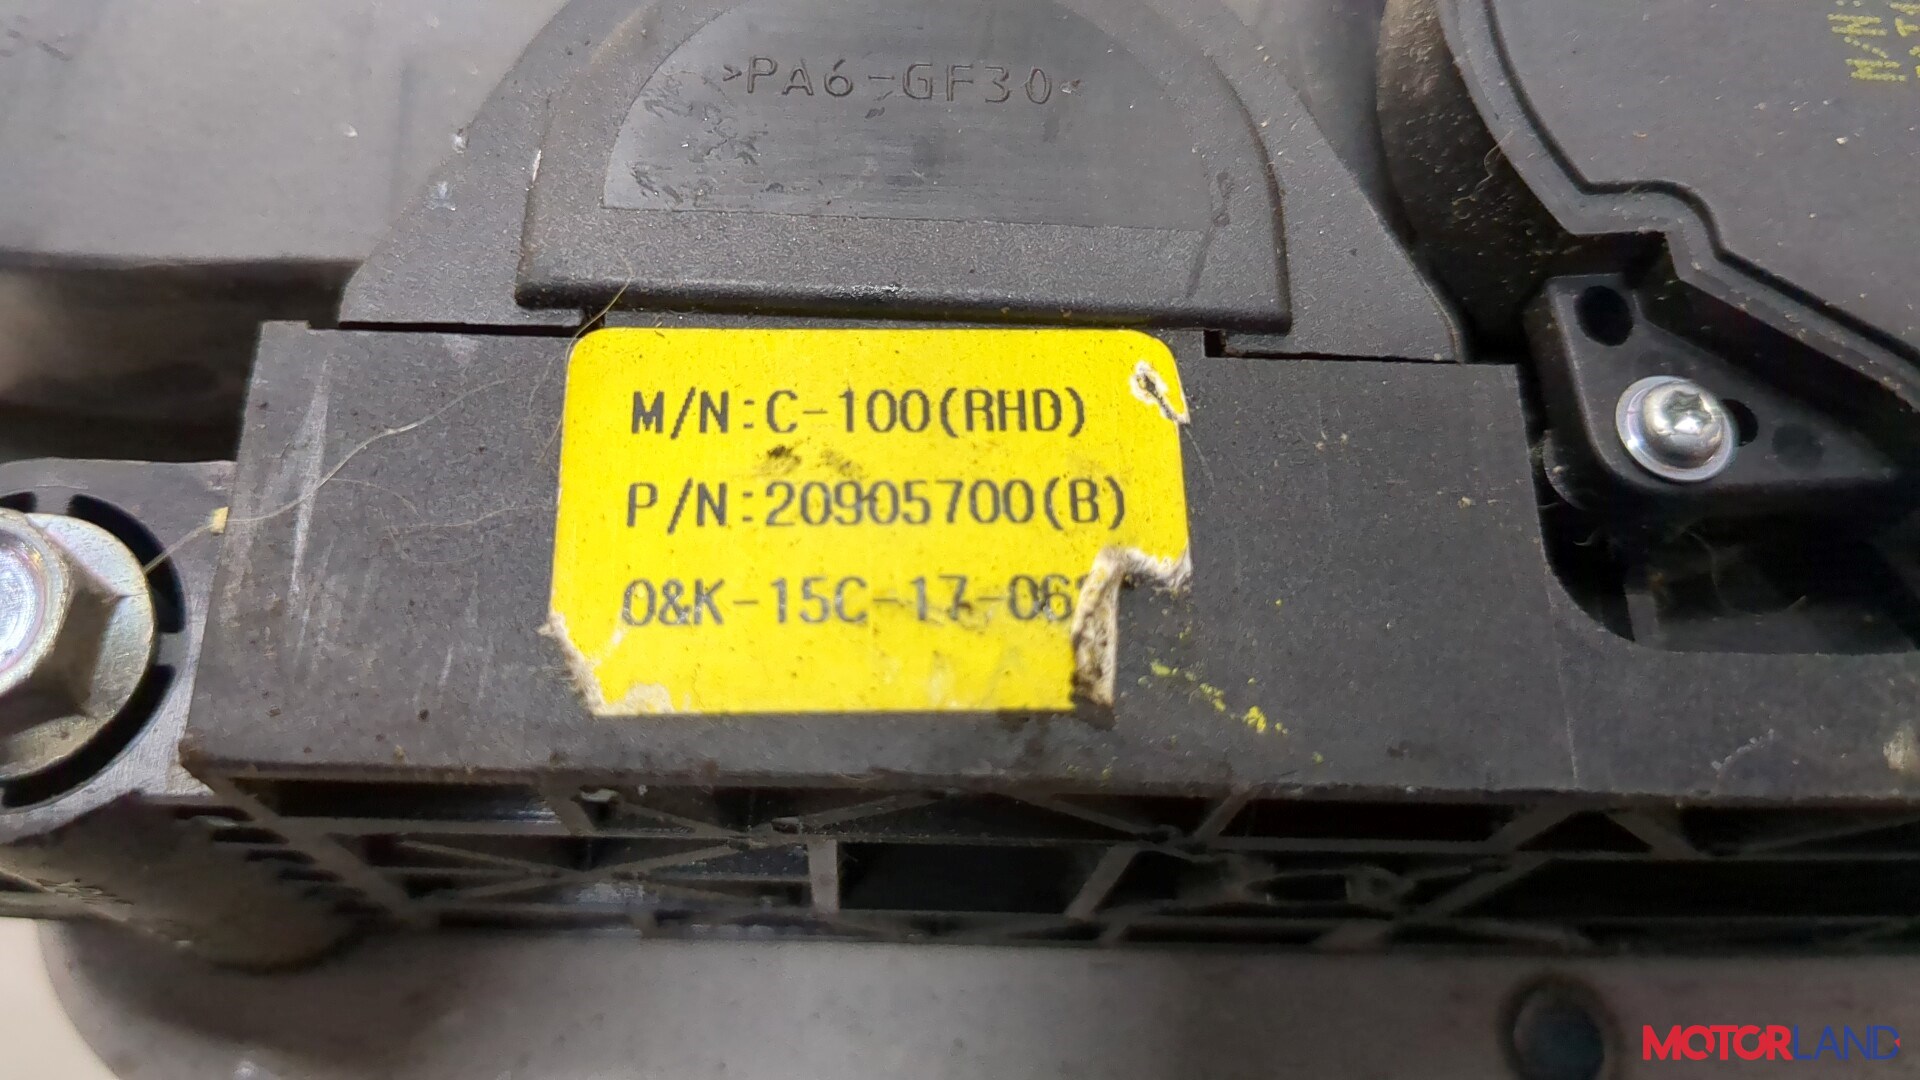 >PA6-GF30<
M/N:C-100(RHD)
P/N:20905700(B)
O&K-15C-17-06
MOTORLAND